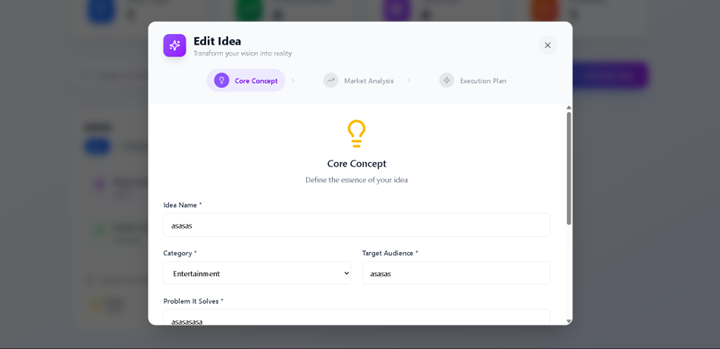 Edit Idea
Transform your vision into reality
Core Concept
Market Analysis
Execution Plan
Core Concept
Define the essence of your idea
Idea Name *
asasas
Category * Target Audience *
Entertainment asasas
Problem It Solves *
asasasasa